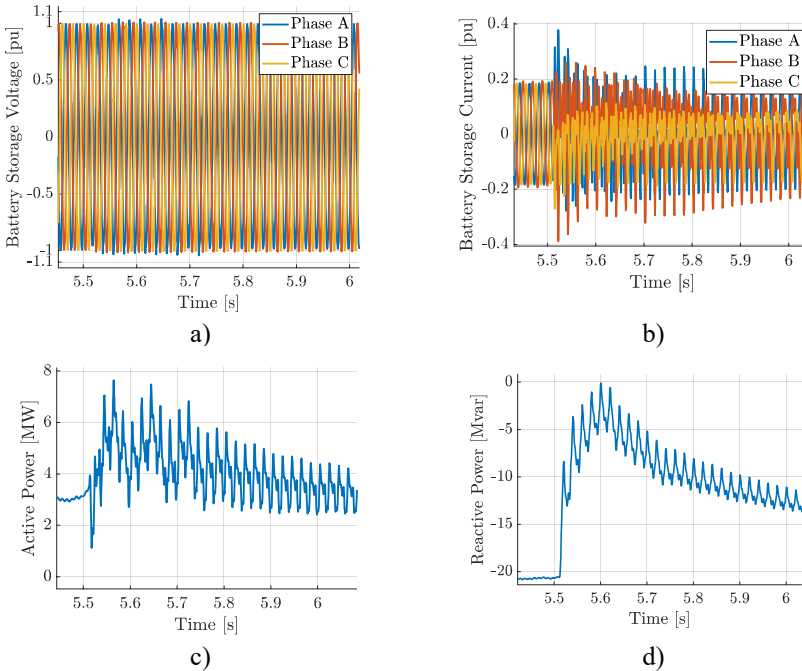 1.1
1
0.5
0
-0.5
-1
-1.1
Battery Storage Voltage [pu]
Phase A
Phase B
Phase C
5.5
5.6
5.7
5.8
5.9
6
Time [s]
a)
0.4
0.2
0
-0.2
-0.4
Battery Storage Current [pu]
Phase A
Phase B
Phase C
5.5
5.6
5.7
5.8
5.9
6
Time [s]
b)
8
6
4
2
0
Active Power [MW]
5.5
5.6
5.7
5.8
5.9
6
Time [s]
c)
0
-5
-10
-15
-20
Reactive Power [Mvar]
5.5
5.6
5.7
5.8
5.9
6
Time [s]
d)